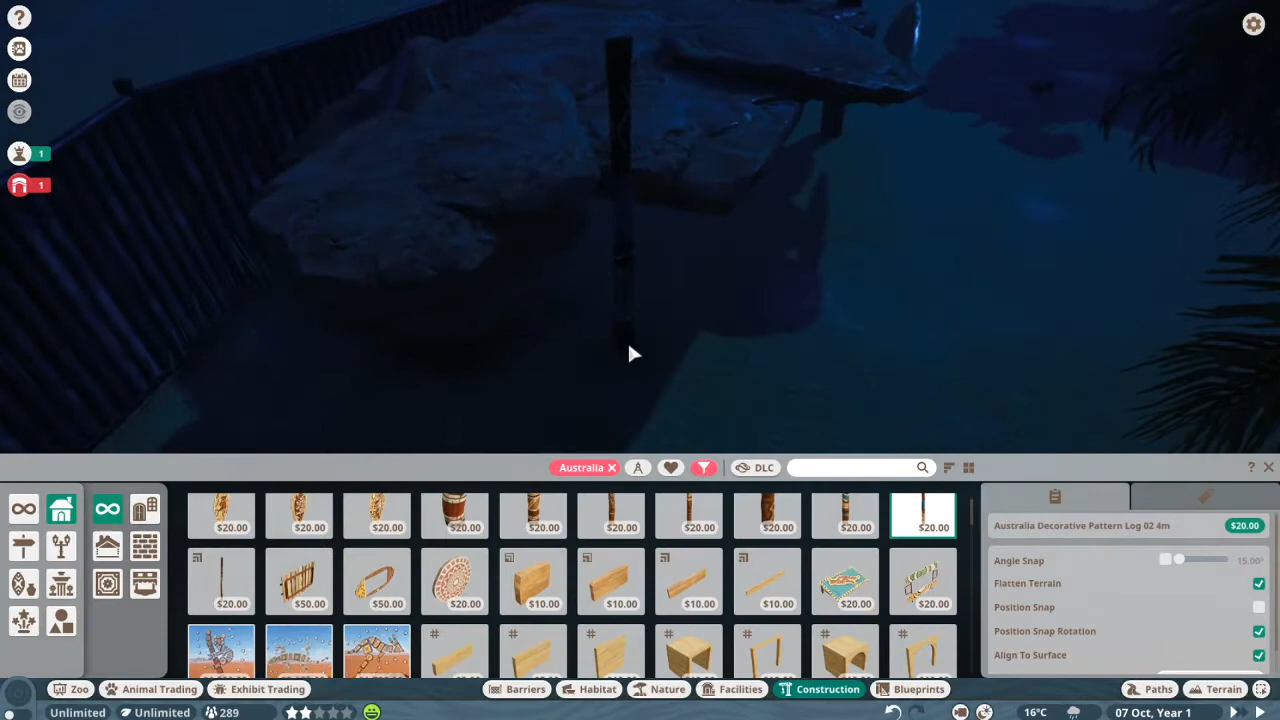 ?
1
1
Australia ×
DLC
? ×
$20.00 $20.00 $20.00 $20.00 $20.00 $20.00 $20.00 $20.00 $20.00 $20.00
Australia Decorative Pattern Log 02 4m $20.00
Angle Snap 15.00°
Flatten Terrain
$20.00 $50.00 $50.00 $20.00 $10.00 $10.00 $10.00 $10.00 $20.00 $20.00
Position Snap
Position Snap Rotation
Align To Surface
Zoo Animal Trading Exhibit Trading Barriers Habitat Nature Facilities Construction Blueprints Paths Terrain
Unlimited Unlimited 289 16°C 07 Oct, Year 1